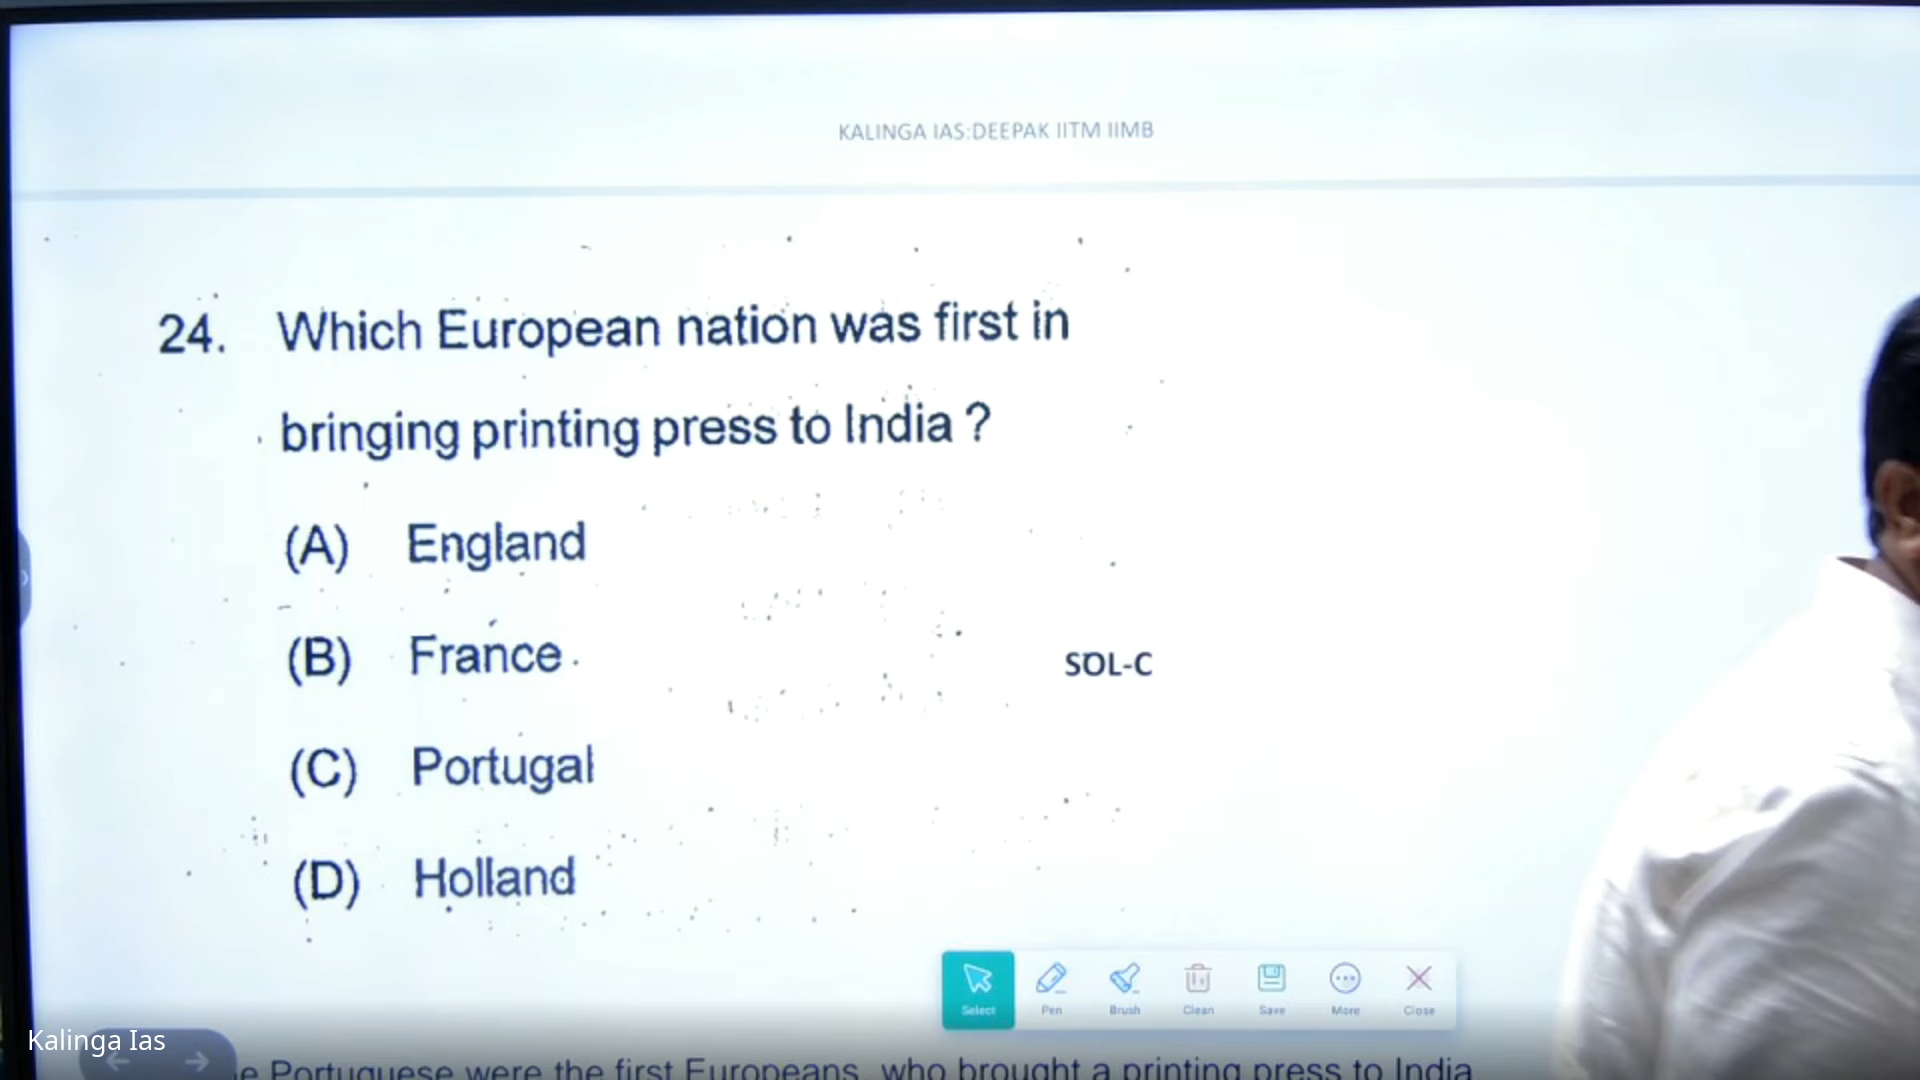 KALINGA IAS:DEEPAK IITM IIMB
24. Which European nation was first in
bringing printing press to India ?
(A) England
(B) France
SOL-C
(C) Portugal
(D) Holland
Select Pen Brush Clean Save More Close
Kalinga Ias
e Portuguese were the first Europeans, who brought a printing press to India